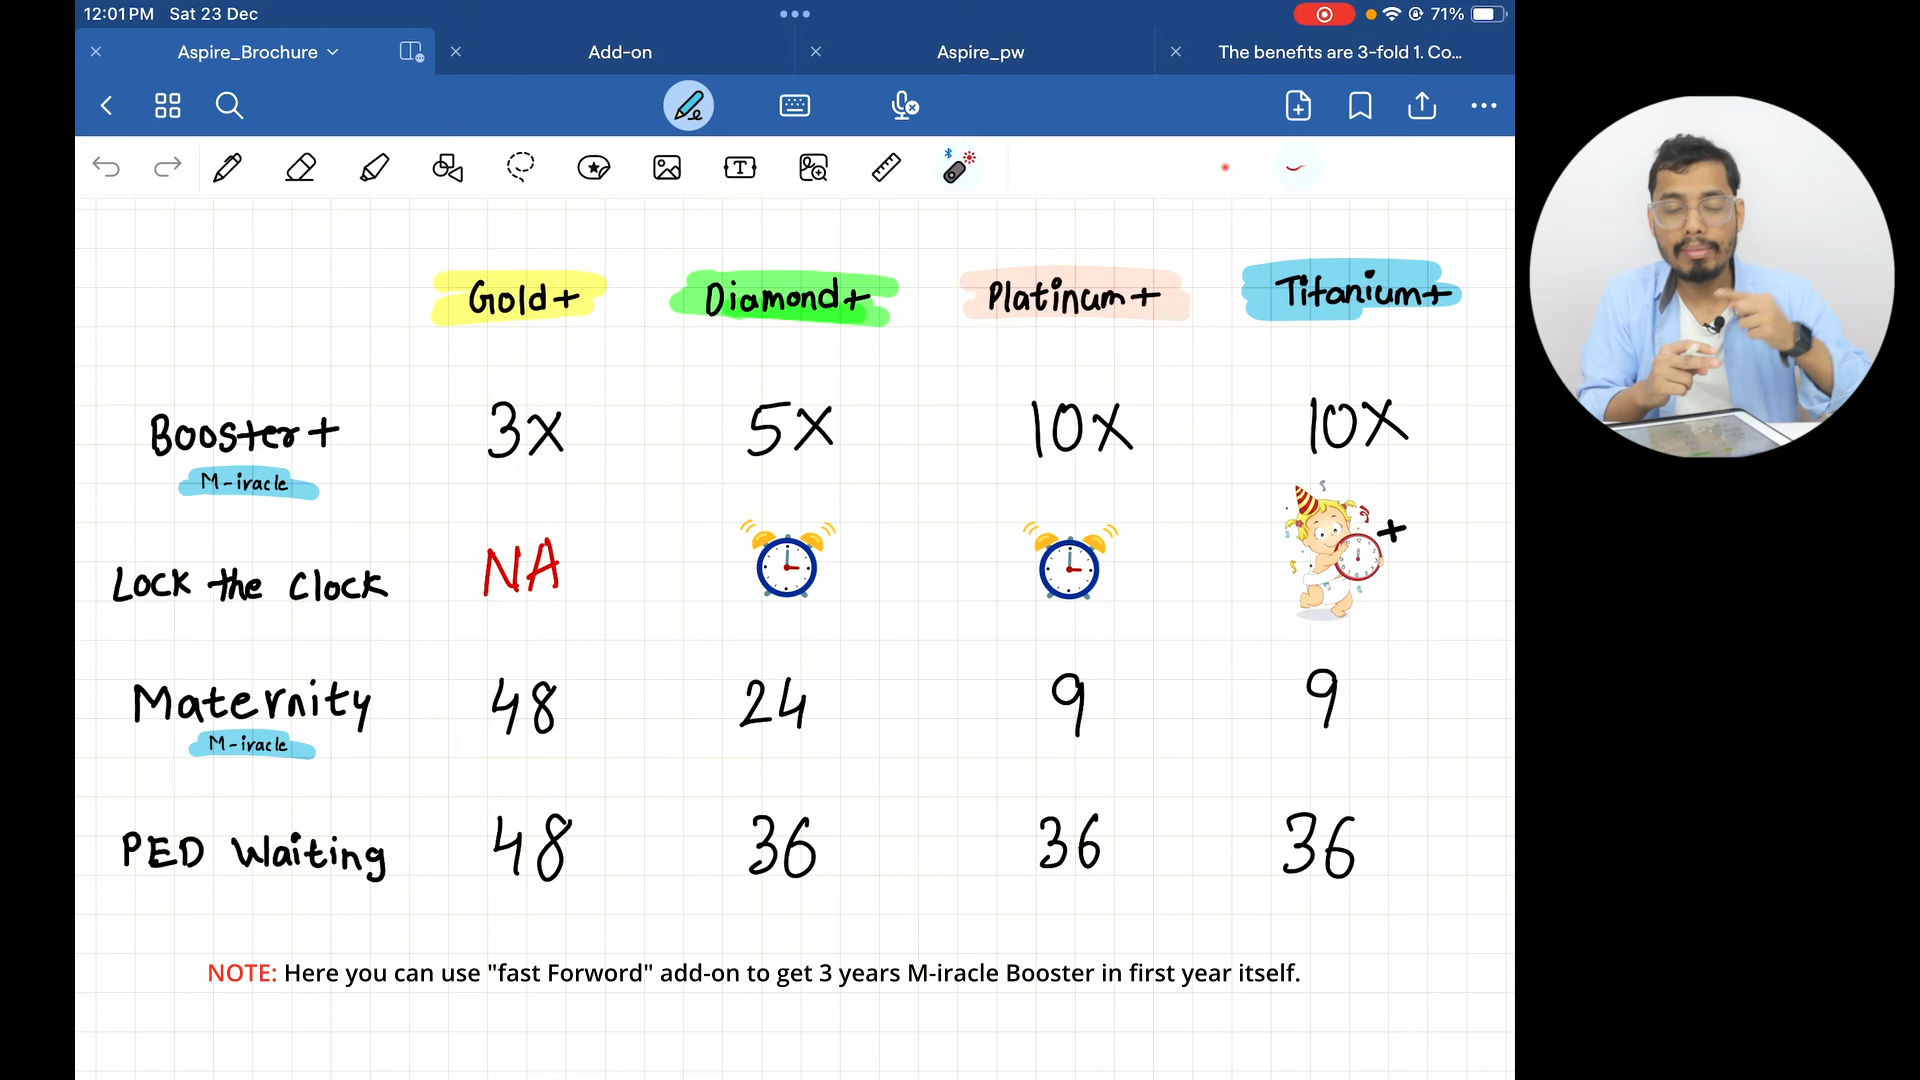 12:01 PM Sat 23 Dec 71%
Aspire_Brochure Add-on Aspire_pw The benefits are 3-fold 1. Co...
Gold+ Diamond+ Platinum+ Titanium+
Booster+ 3X 5X 10X 10X
M-iracle
Lock the Clock NA +
Maternity 48 24 9 9
M-iracle
PED Waiting 48 36 36 36
NOTE: Here you can use "fast Forword" add-on to get 3 years M-iracle Booster in first year itself.